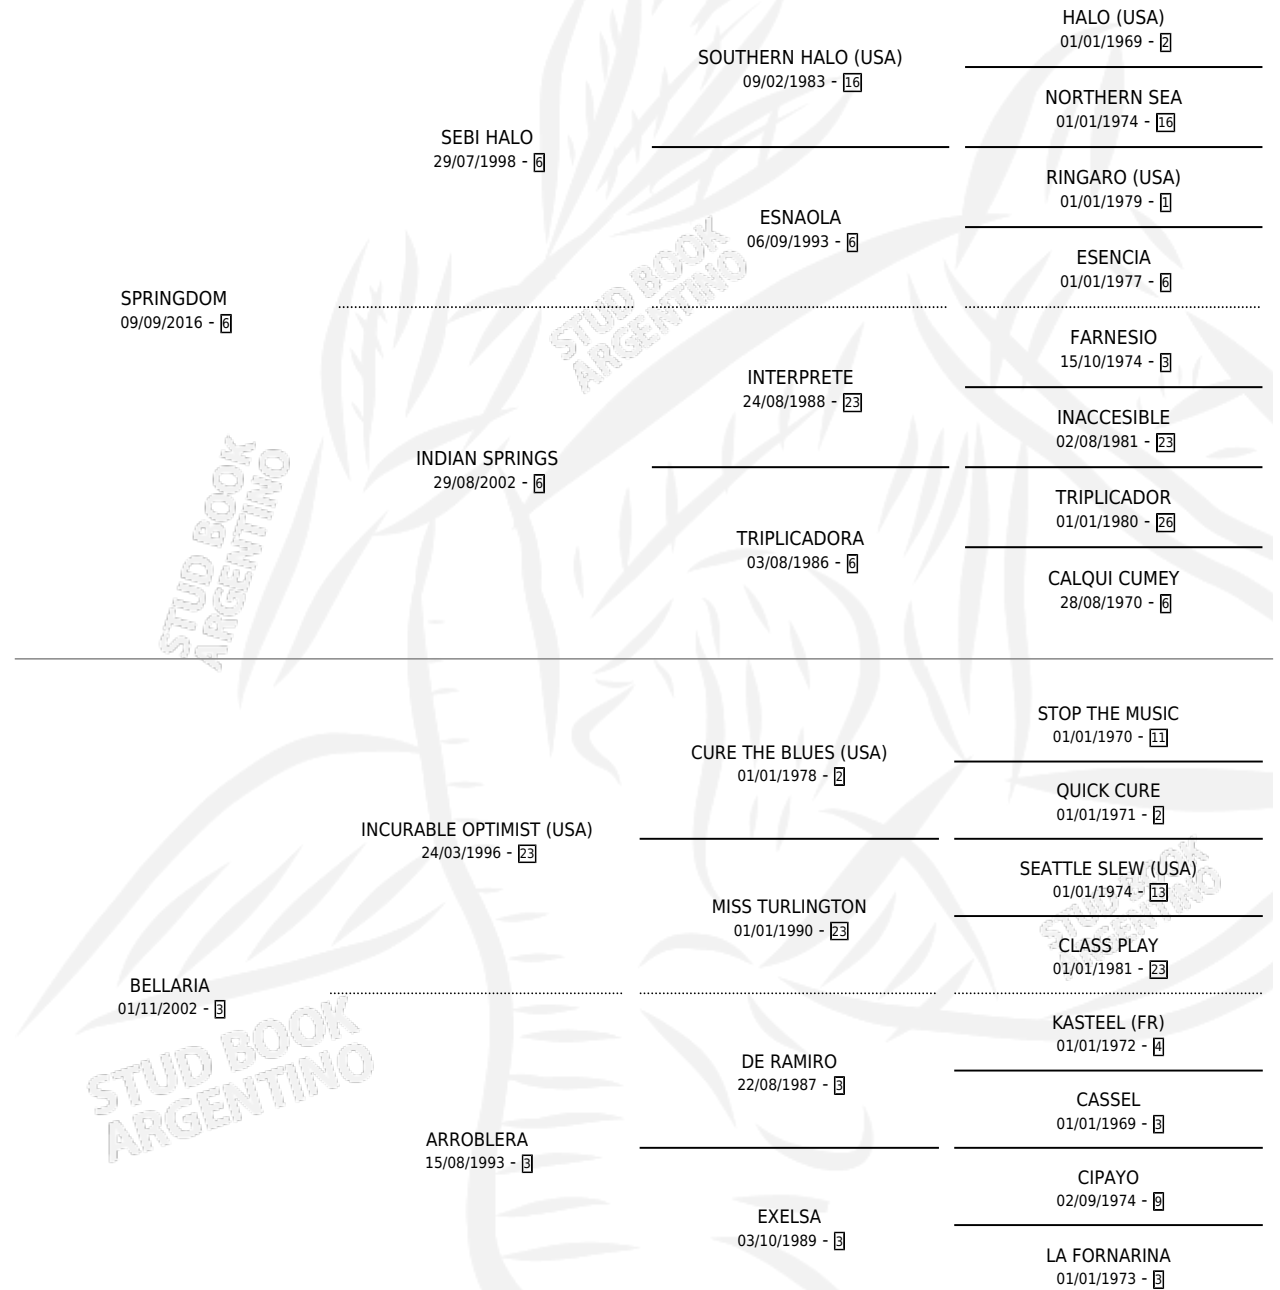 HALO (USA)
01/01/1969 - 2
SOUTHERN HALO (USA)
09/02/1983 - 16
NORTHERN SEA
01/01/1974 - 16
SEBI HALO
29/07/1998 - 6
RINGARO (USA)
01/01/1979 - 1
ESNAOLA
06/09/1993 - 6
ESENCIA
01/01/1977 - 6
SPRINGDOM
09/09/2016 - 6
STUD BOOK
ARGENTINO
FARNESIO
15/10/1974 - 3
INTERPRETE
24/08/1988 - 23
INACCESIBLE
02/08/1981 - 23
INDIAN SPRINGS
29/08/2002 - 6
TRIPLICADOR
01/01/1980 - 26
TRIPLICADORA
03/08/1986 - 6
CALQUI CUMEY
28/08/1970 - 6
STUD BOOK
ARGENTINO
STOP THE MUSIC
01/01/1970 - 11
CURE THE BLUES (USA)
01/01/1978 - 2
QUICK CURE
01/01/1971 - 2
INCURABLE OPTIMIST (USA)
24/03/1996 - 23
SEATTLE SLEW (USA)
01/01/1974 - 13
MISS TURLINGTON
01/01/1990 - 23
CLASS PLAY
01/01/1981 - 23
STUD BOOK
ARGENTINO
BELLARIA
01/11/2002 - 3
KASTEEL (FR)
01/01/1972 - 4
DE RAMIRO
22/08/1987 - 3
CASSEL
01/01/1969 - 3
STUD BOOK
ARGENTINO
ARROBLERA
15/08/1993 - 3
CIPAYO
02/09/1974 - 9
EXELSA
03/10/1989 - 3
LA FORNARINA
01/01/1973 - 3